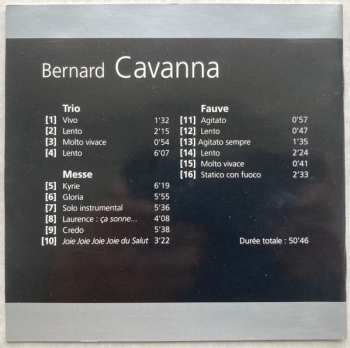 Bernard Cavanna
Trio
[1] Vivo 1'32
[2] Lento 2'15
[3] Molto vivace 0'54
[4] Lento 6'07
Messe
[5] Kyrie 6'19
[6] Gloria 5'55
[7] Solo instrumental 5'36
[8] Laurence : ça sonne... 4'08
[9] Credo 5'38
[10] Joie Joie Joie Joie du Salut 3'22
Fauve
[11] Agitato 0'57
[12] Lento 0'47
[13] Agitato sempre 1'35
[14] Lento 2'24
[15] Molto vivace 0'41
[16] Statico con fuoco 2'33
Durée totale : 50'46